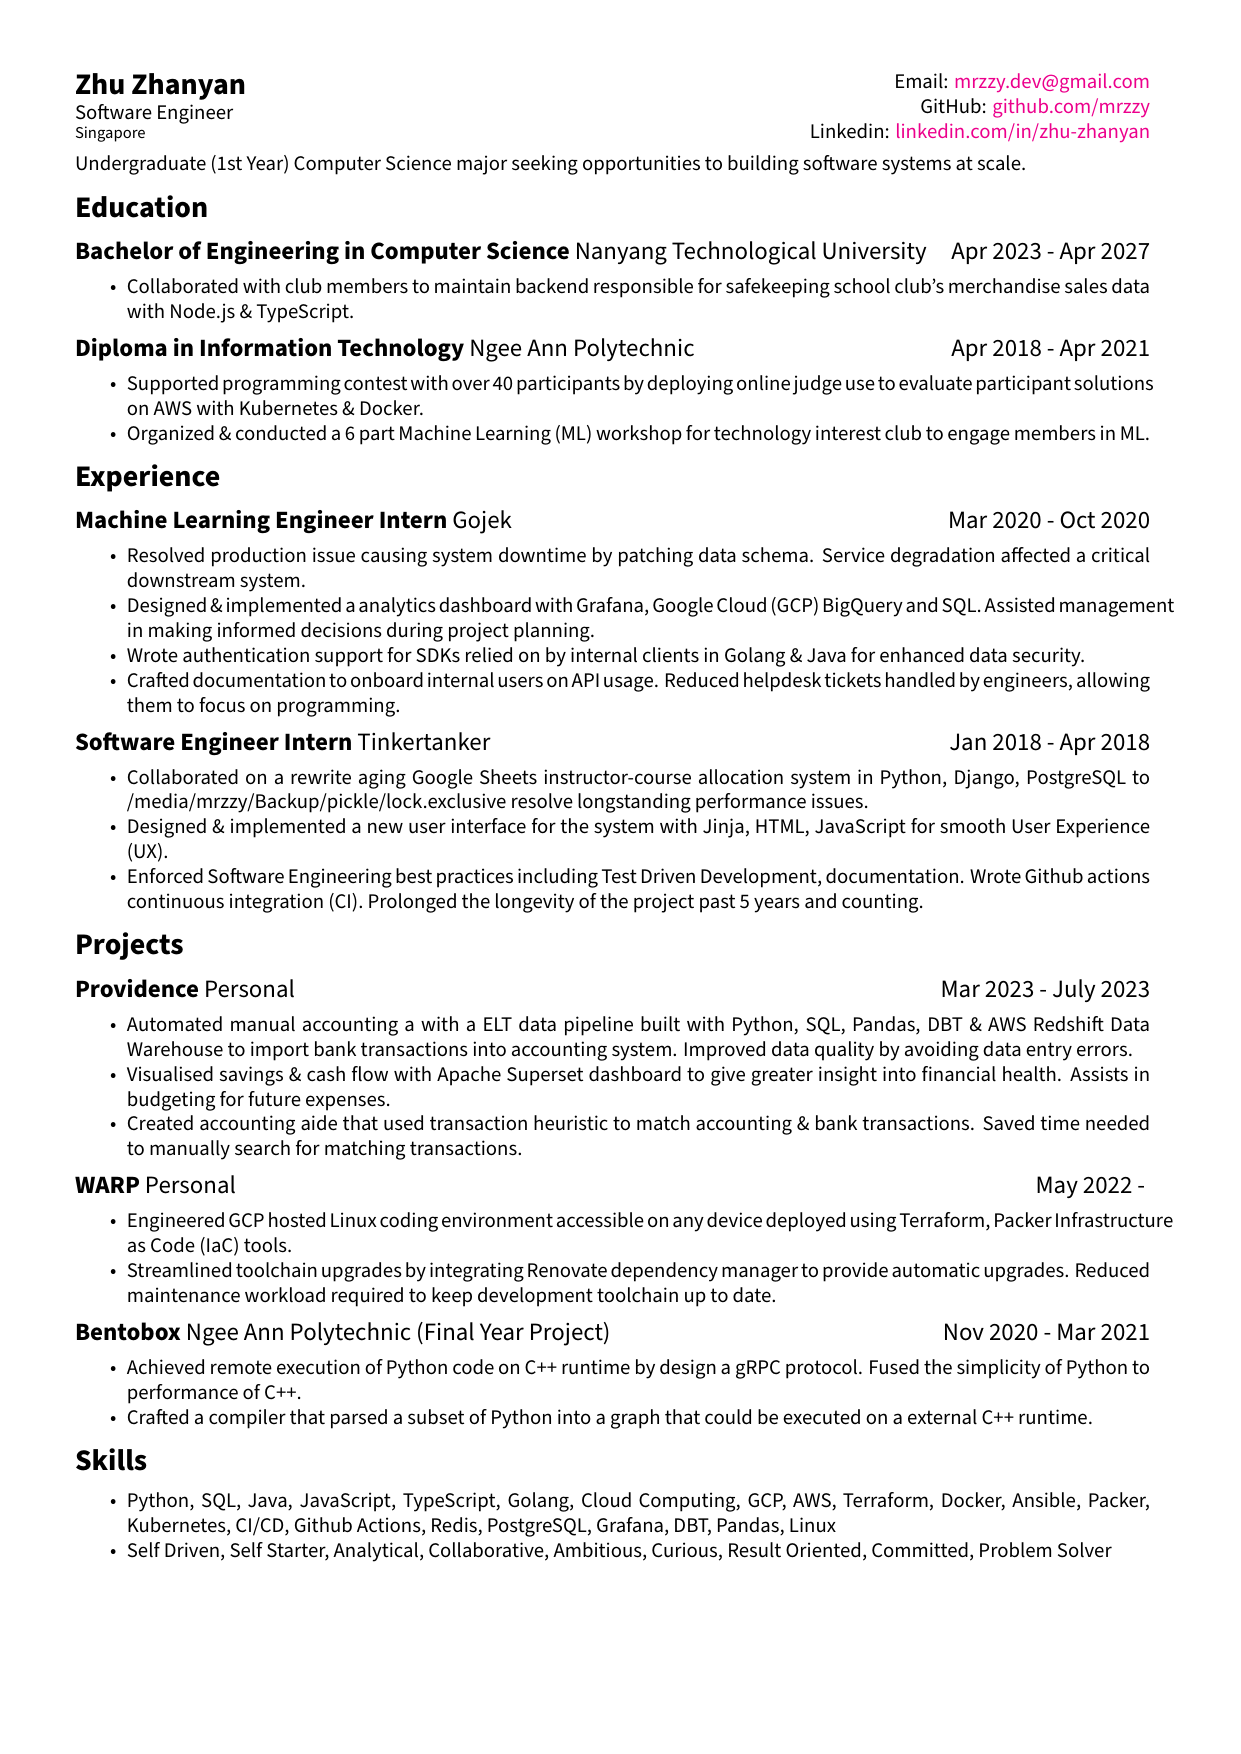 Zhu Zhanyan
Software Engineer
Singapore
Email: mrzzy.dev@gmail.com
GitHub: github.com/mrzzy
Linkedin: linkedin.com/in/zhu-zhanyan
Undergraduate (1st Year) Computer Science major seeking opportunities to building software systems at scale.
Education
Bachelor of Engineering in Computer Science Nanyang Technological University Apr 2023 - Apr 2027
• Collaborated with club members to maintain backend responsible for safekeeping school club’s merchandise sales data
with Node.js & TypeScript.
Diploma in Information Technology Ngee Ann Polytechnic Apr 2018 - Apr 2021
• Supported programming contest with over 40 participants by deploying online judge use to evaluate participant solutions
on AWS with Kubernetes & Docker.
• Organized & conducted a 6 part Machine Learning (ML) workshop for technology interest club to engage members in ML.
Experience
Machine Learning Engineer Intern Gojek Mar 2020 - Oct 2020
• Resolved production issue causing system downtime by patching data schema. Service degradation affected a critical
downstream system.
• Designed & implemented a analytics dashboard with Grafana, Google Cloud (GCP) BigQuery and SQL. Assisted management
in making informed decisions during project planning.
• Wrote authentication support for SDKs relied on by internal clients in Golang & Java for enhanced data security.
• Crafted documentation to onboard internal users on API usage. Reduced helpdesk tickets handled by engineers, allowing
them to focus on programming.
Software Engineer Intern Tinkertanker Jan 2018 - Apr 2018
• Collaborated on a rewrite aging Google Sheets instructor-course allocation system in Python, Django, PostgreSQL to
/media/mrzzy/Backup/pickle/lock.exclusive resolve longstanding performance issues.
• Designed & implemented a new user interface for the system with Jinja, HTML, JavaScript for smooth User Experience
(UX).
• Enforced Software Engineering best practices including Test Driven Development, documentation. Wrote Github actions
continuous integration (CI). Prolonged the longevity of the project past 5 years and counting.
Projects
Providence Personal Mar 2023 - July 2023
• Automated manual accounting a with a ELT data pipeline built with Python, SQL, Pandas, DBT & AWS Redshift Data
Warehouse to import bank transactions into accounting system. Improved data quality by avoiding data entry errors.
• Visualised savings & cash flow with Apache Superset dashboard to give greater insight into financial health. Assists in
budgeting for future expenses.
• Created accounting aide that used transaction heuristic to match accounting & bank transactions. Saved time needed
to manually search for matching transactions.
WARP Personal May 2022 -
• Engineered GCP hosted Linux coding environment accessible on any device deployed using Terraform, Packer Infrastructure
as Code (IaC) tools.
• Streamlined toolchain upgrades by integrating Renovate dependency manager to provide automatic upgrades. Reduced
maintenance workload required to keep development toolchain up to date.
Bentobox Ngee Ann Polytechnic (Final Year Project) Nov 2020 - Mar 2021
• Achieved remote execution of Python code on C++ runtime by design a gRPC protocol. Fused the simplicity of Python to
performance of C++.
• Crafted a compiler that parsed a subset of Python into a graph that could be executed on a external C++ runtime.
Skills
• Python, SQL, Java, JavaScript, TypeScript, Golang, Cloud Computing, GCP, AWS, Terraform, Docker, Ansible, Packer,
Kubernetes, CI/CD, Github Actions, Redis, PostgreSQL, Grafana, DBT, Pandas, Linux
• Self Driven, Self Starter, Analytical, Collaborative, Ambitious, Curious, Result Oriented, Committed, Problem Solver